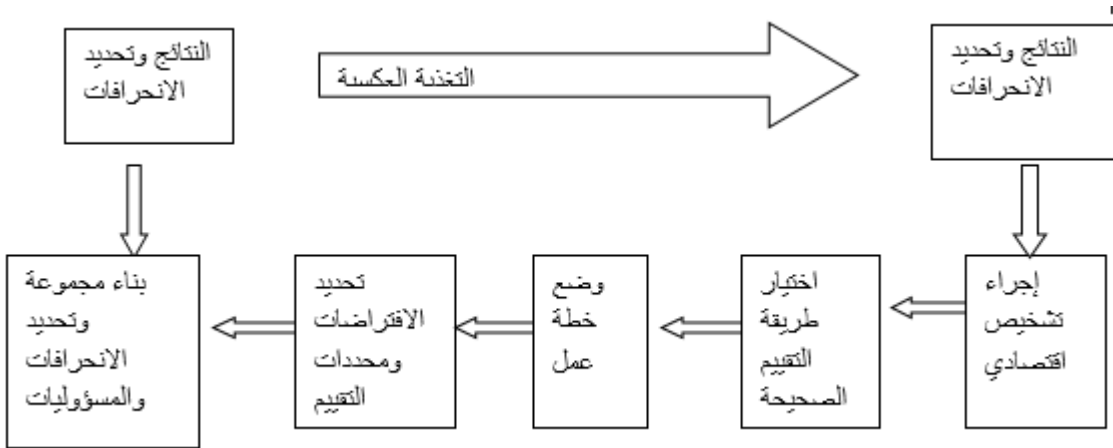 النتائج وتحديد
الانحرافات
التغذية العكسية
النتائج وتحديد
الانحرافات
إجراء
تشخيص
اقتصادي
اختيار
طريقة
التقييم
الصحيحة
وضع
خطة
عمل
تحديد
الافتراضات
ومحددات
التقييم
بناء مجموعة
وتحديد
الانحرافات
والمسؤوليات